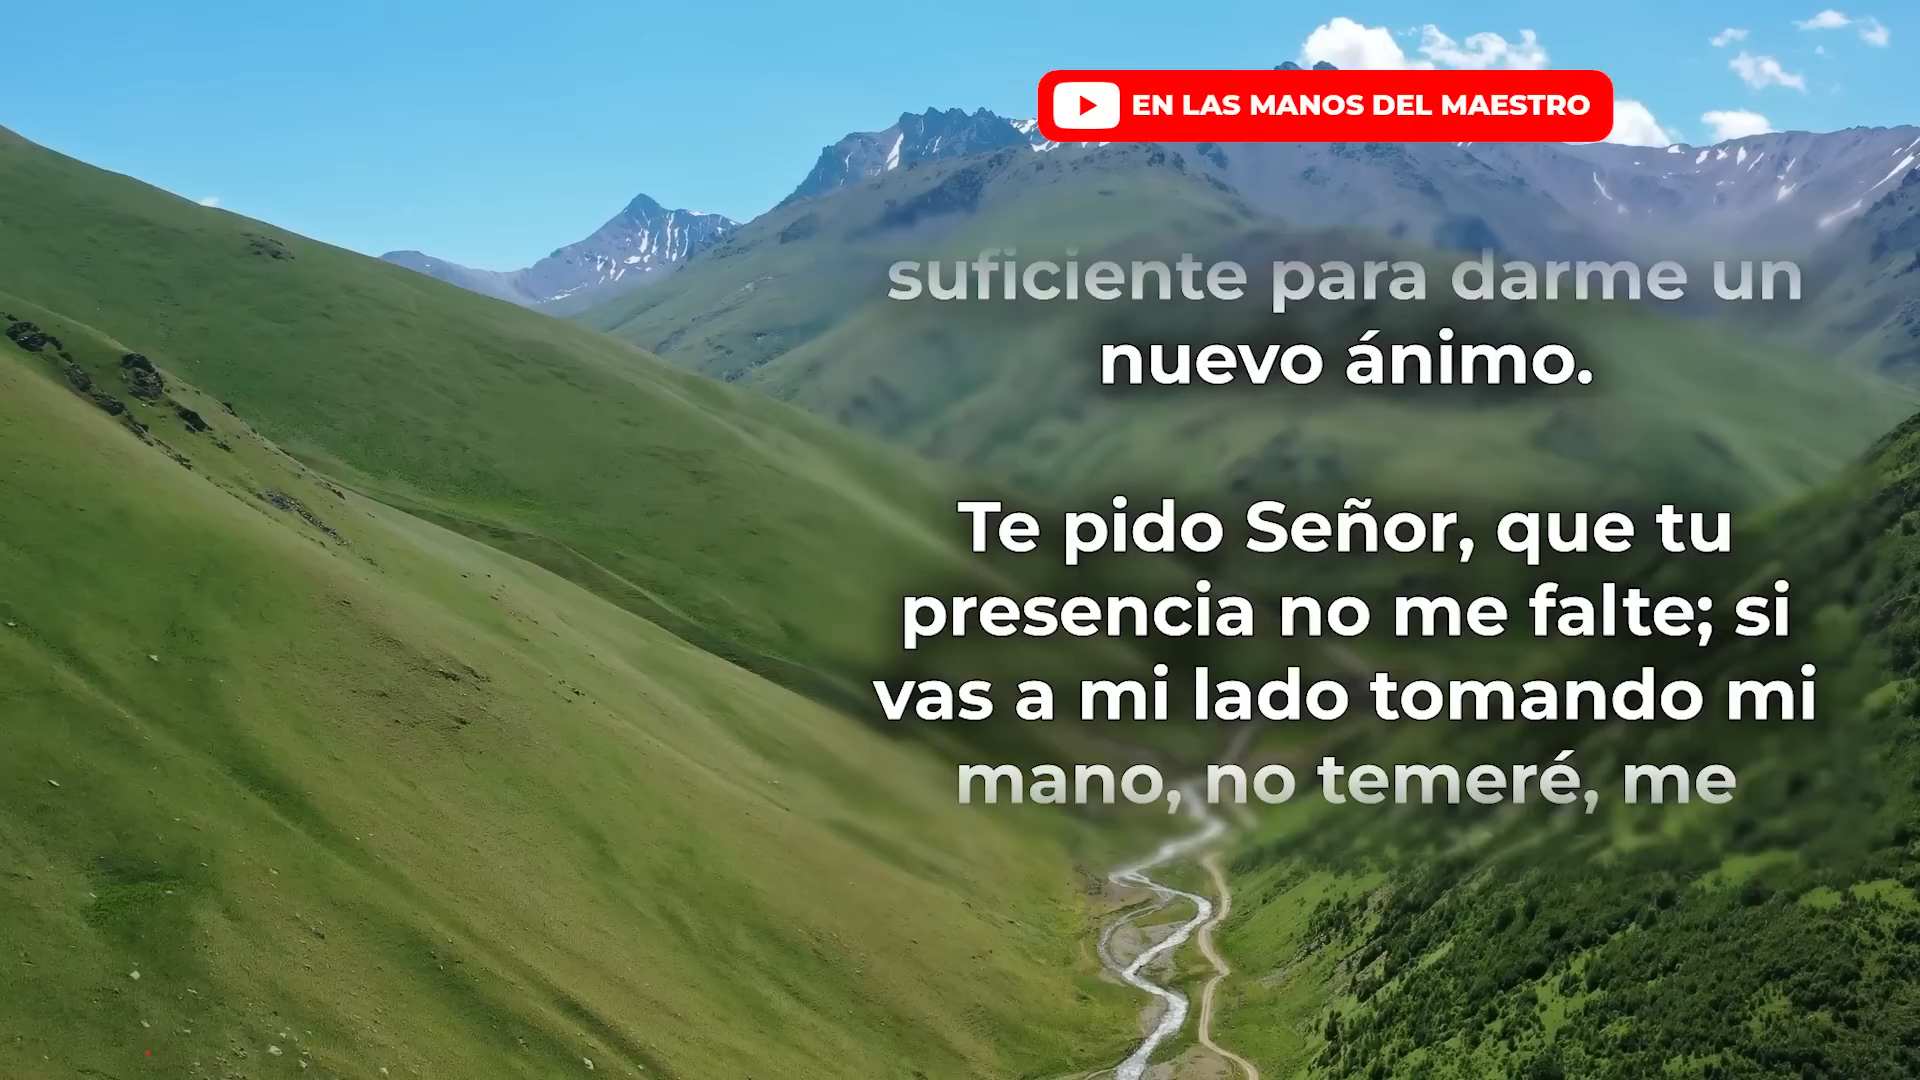 EN LAS MANOS DEL MAESTRO
suficiente para darme un
nuevo ánimo.
Te pido Señor, que tu
presencia no me falte; si
vas a mi lado tomando mi
mano, no temeré, me